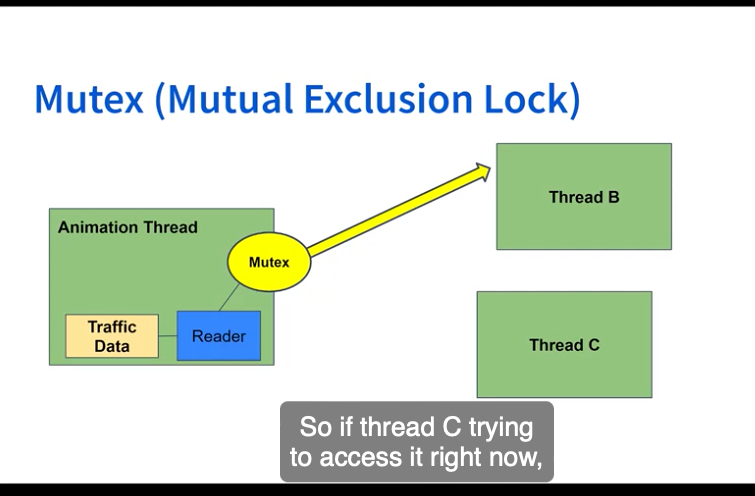 Mutex (Mutual Exclusion Lock)
Animation Thread
Mutex
Traffic
Data
Reader
Thread B
Thread C
So if thread C trying
to access it right now,